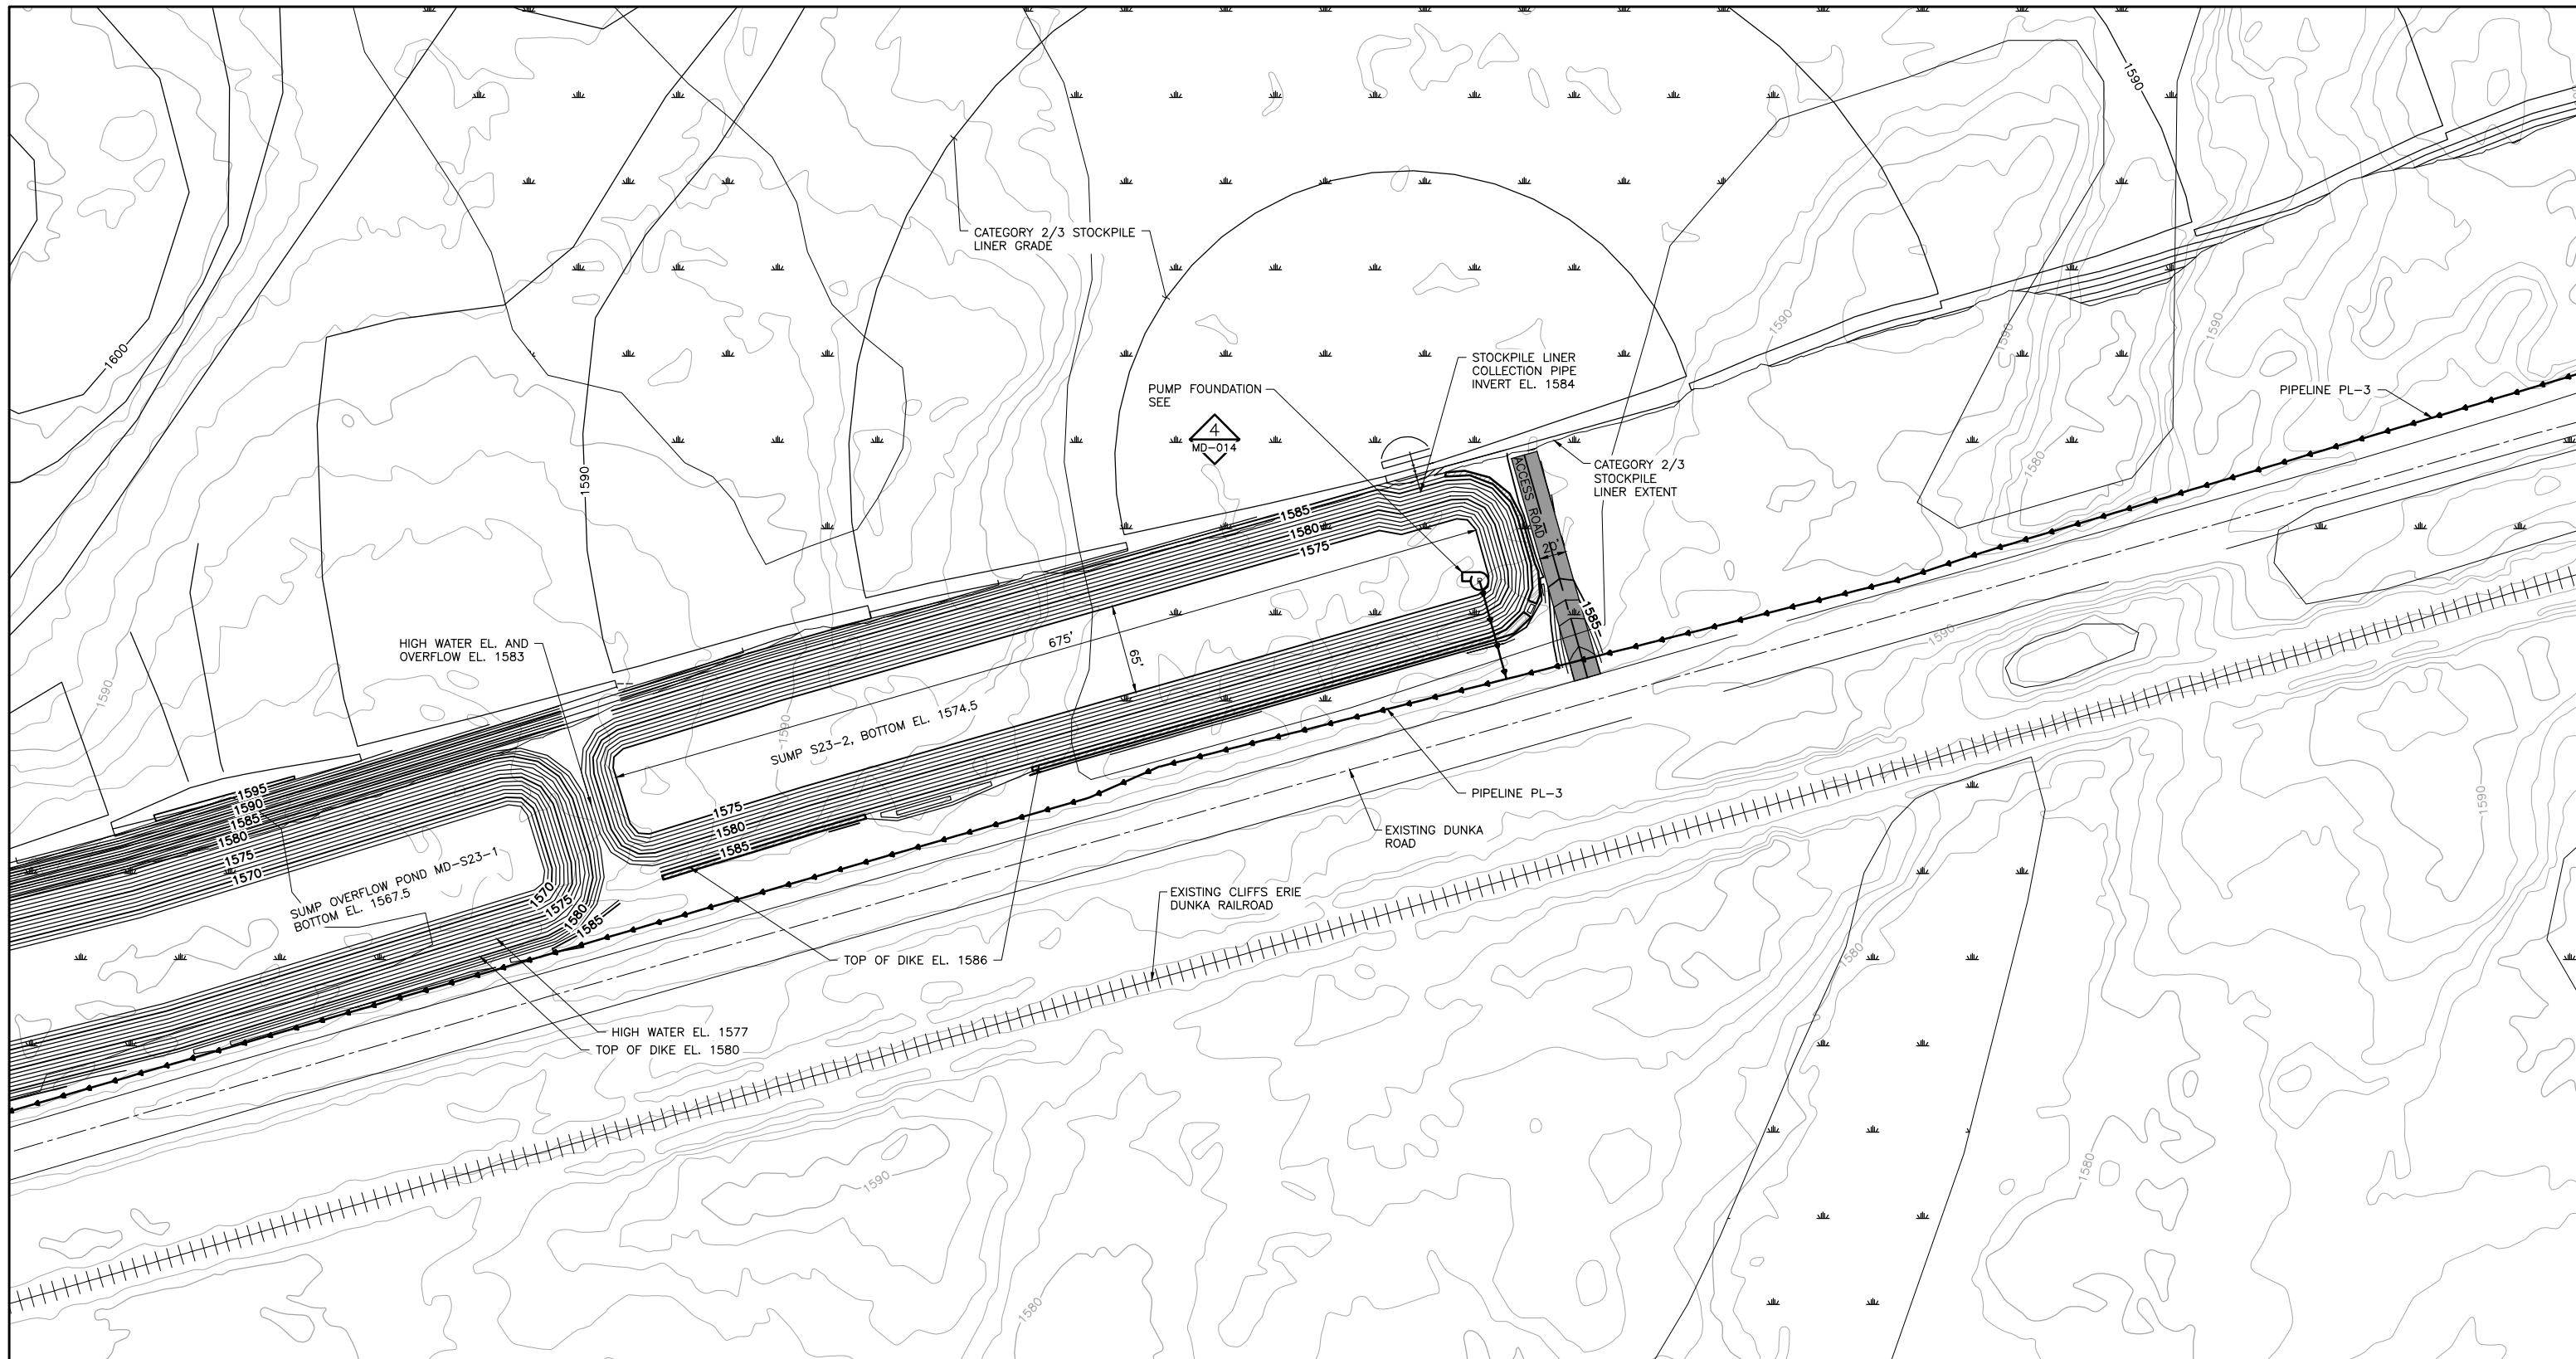 1590
1600
CATEGORY 2/3 STOCKPILE
LINER GRADE
1590
1590
1590
STOCKPILE LINER
COLLECTION PIPE
INVERT EL. 1584
PUMP FOUNDATION
SEE
4
MD-014
PIPELINE PL-3
1580
CATEGORY 2/3
STOCKPILE
LINER EXTENT
ACCESS ROAD
20'
1590
1585
1580
1575
1585
HIGH WATER EL. AND
OVERFLOW EL. 1583
675'
65'
1590
1590
1590
SUMP S23-2, BOTTOM EL. 1574.5
PIPELINE PL-3
1590
1595
1590
1585
1580
1575
1570
1575
1580
1585
EXISTING DUNKA
ROAD
SUMP OVERFLOW POND MD-S23-1
BOTTOM EL. 1567.5
1570
1575
1580
1585
EXISTING CLIFFS ERIE
DUNKA RAILROAD
TOP OF DIKE EL. 1586
1580
HIGH WATER EL. 1577
TOP OF DIKE EL. 1580
1590
1580
1580